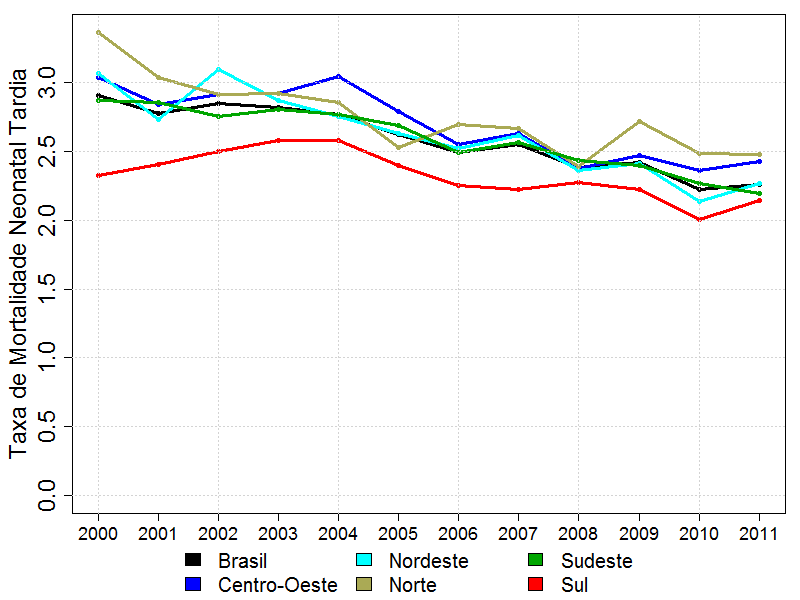 Taxa de Mortalidade Neonatal Tardia
3.0
2.5
2.0
1.5
1.0
0.5
0.0
2000 2001 2002 2003 2004 2005 2006 2007 2008 2009 2010 2011
Brasil Nordeste Sudeste
Centro-Oeste Norte Sul